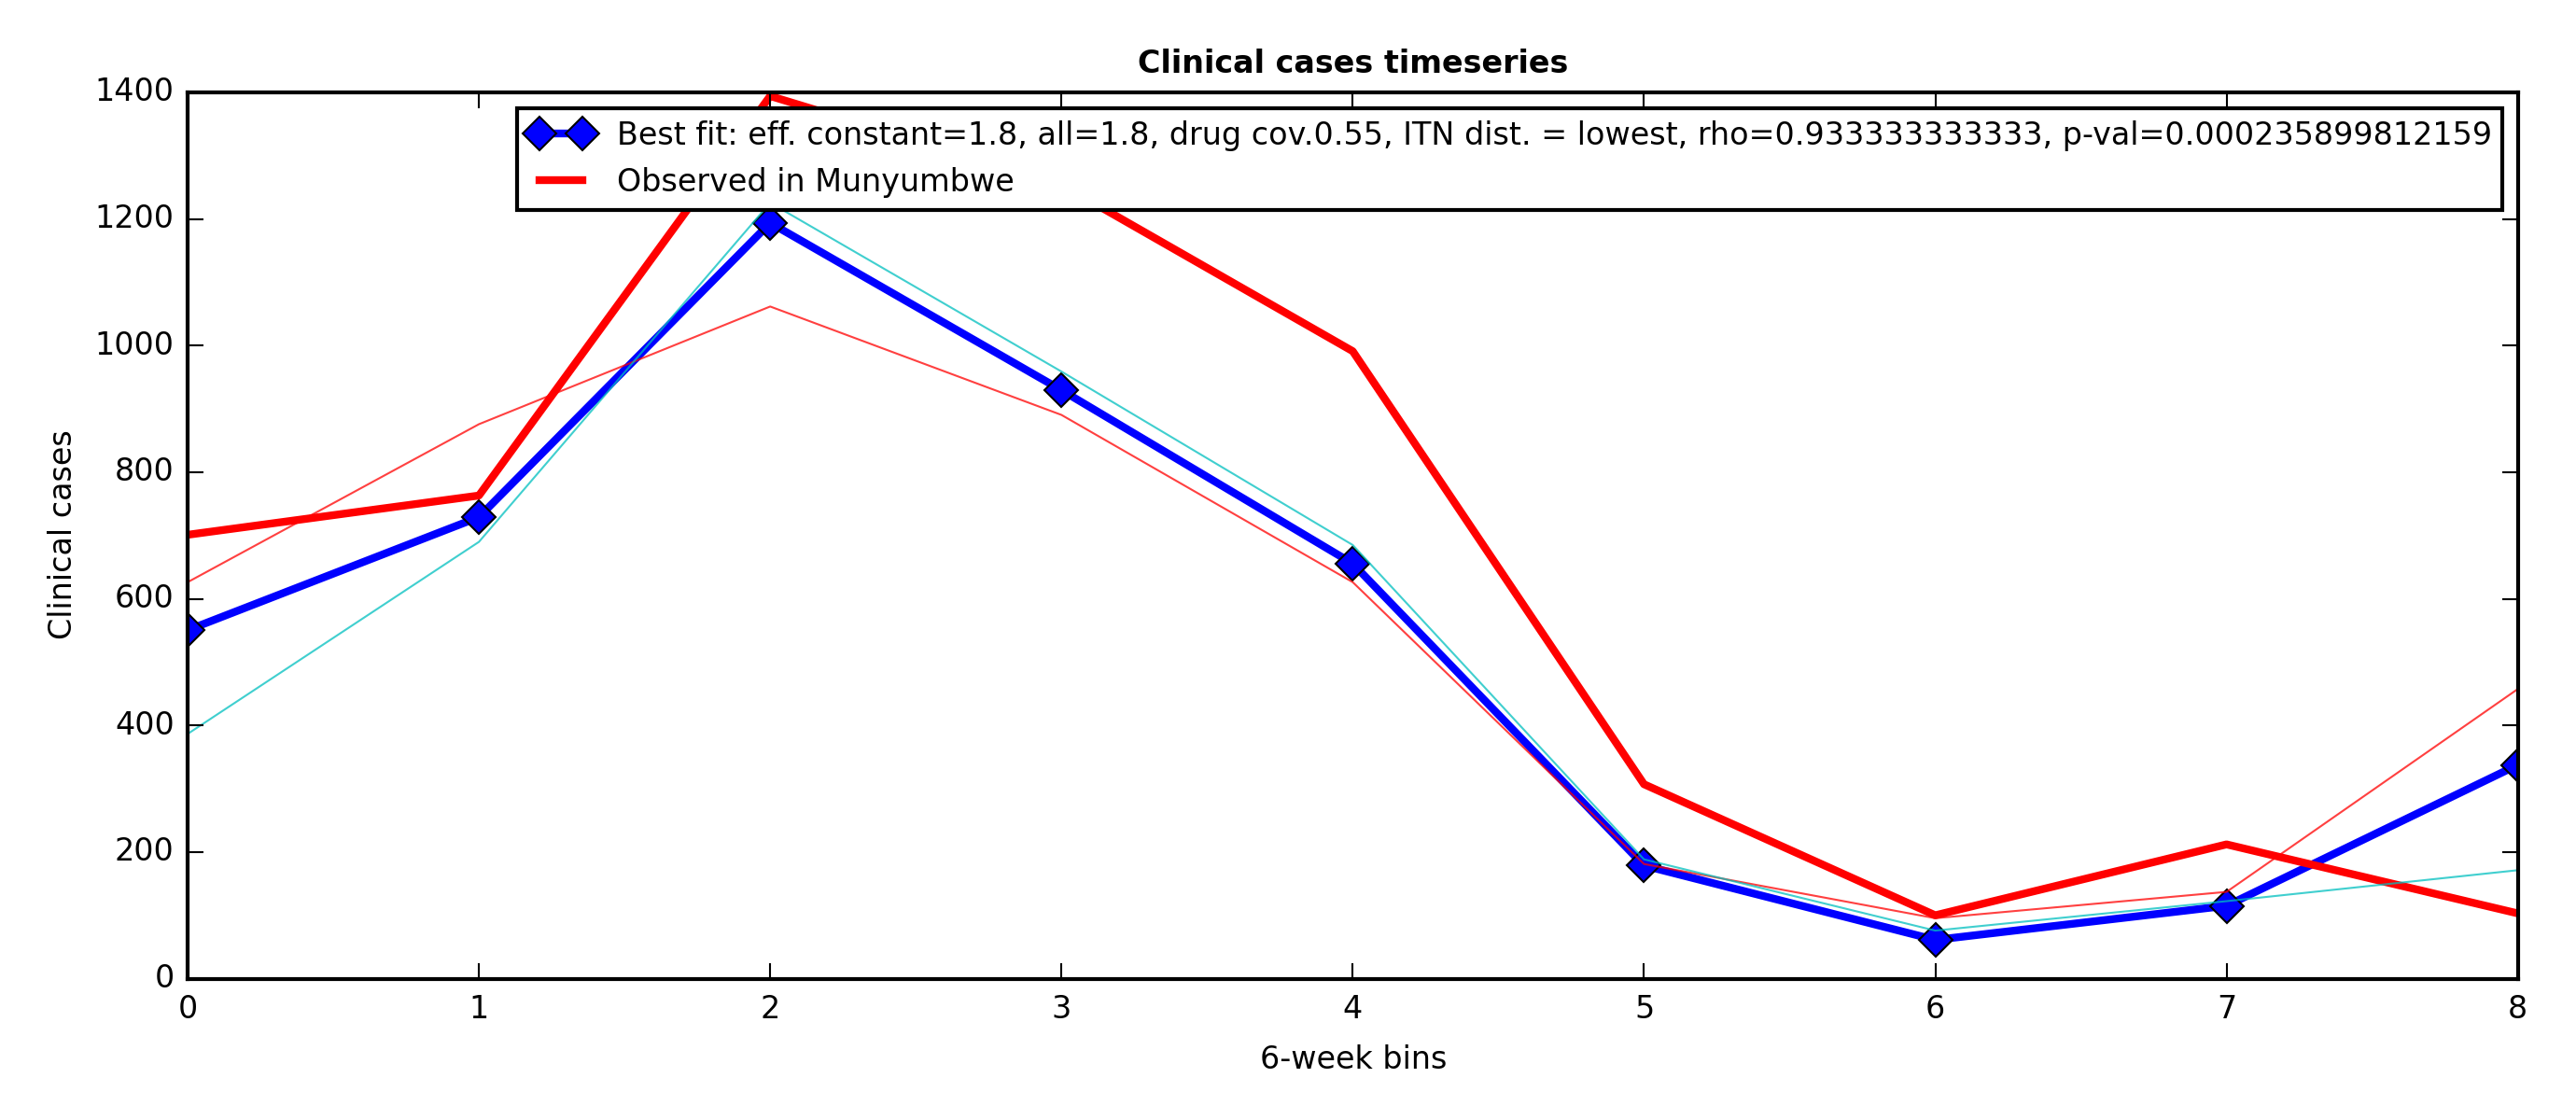 Clinical cases timeseries
1400
1200
1000
800
600
400
200
0
Clinical cases
Best fit: eff. constant=1.8, all=1.8, drug cov.0.55, ITN dist. = lowest, rho=0.933333333333, p-val=0.000235899812159
Observed in Munyumbwe
0 1 2 3 4 5 6 7 8
6-week bins